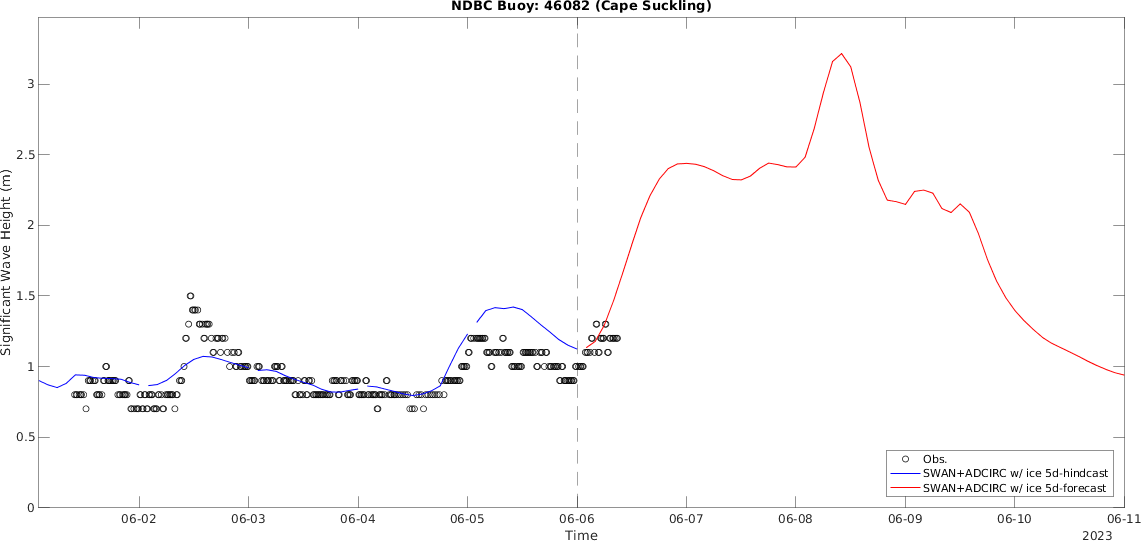 NDBC Buoy: 46082 (Cape Suckling)
Significant Wave Height (m)
3
2.5
2
1.5
1
0.5
0
Obs.
SWAN+ADCIRC w/ ice 5d-hindcast
SWAN+ADCIRC w/ ice 5d-forecast
06-02 06-03 06-04 06-05 06-06 06-07 06-08 06-09 06-10 06-11
Time
2023